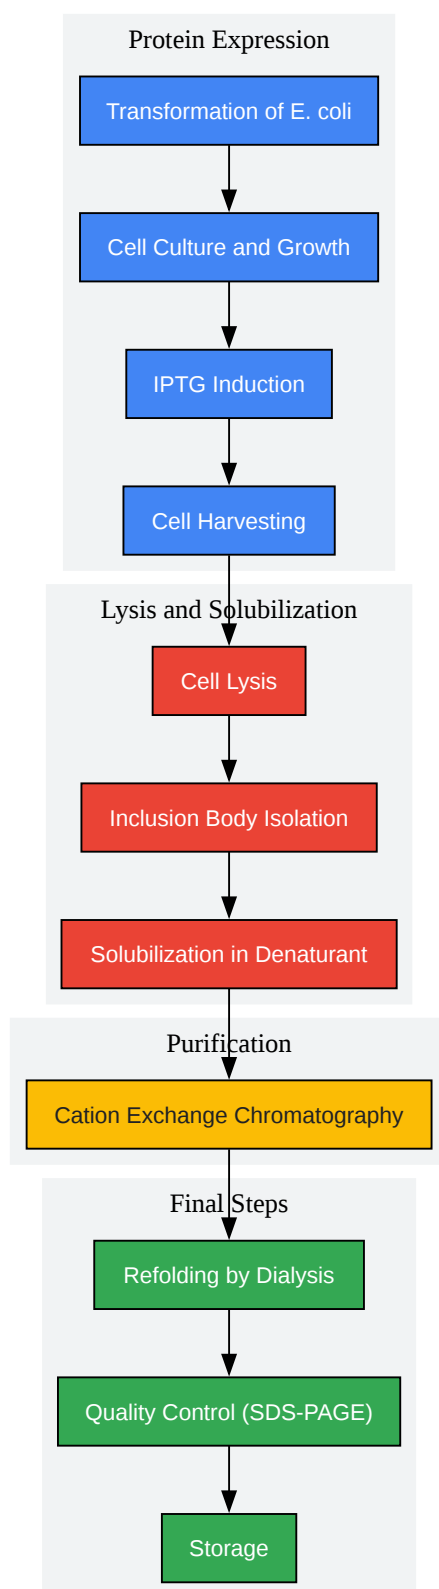 Protein Expression
Transformation of E. coli
Cell Culture and Growth
IPTG Induction
Cell Harvesting
Lysis and Solubilization
Cell Lysis
Inclusion Body Isolation
Solubilization in Denaturant
Purification
Cation Exchange Chromatography
Final Steps
Refolding by Dialysis
Quality Control (SDS-PAGE)
Storage